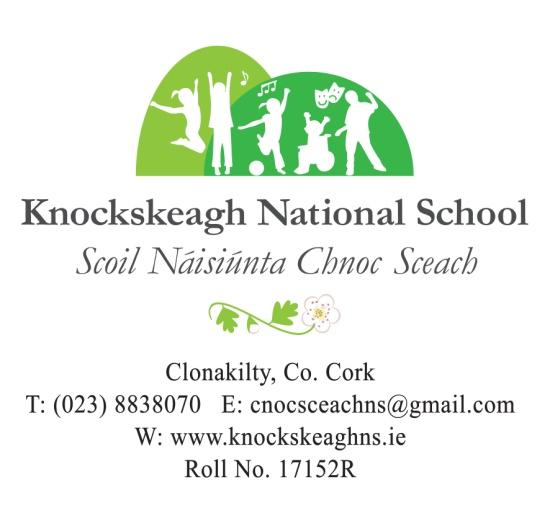 Knockskeagh National School
Scoil Náisiúnta Chnoc Sceach
Clonakilty, Co. Cork
T: (023) 8838070 E: cnocsceachns@gmail.com
W: www.knockskeaghns.ie
Roll No. 17152R